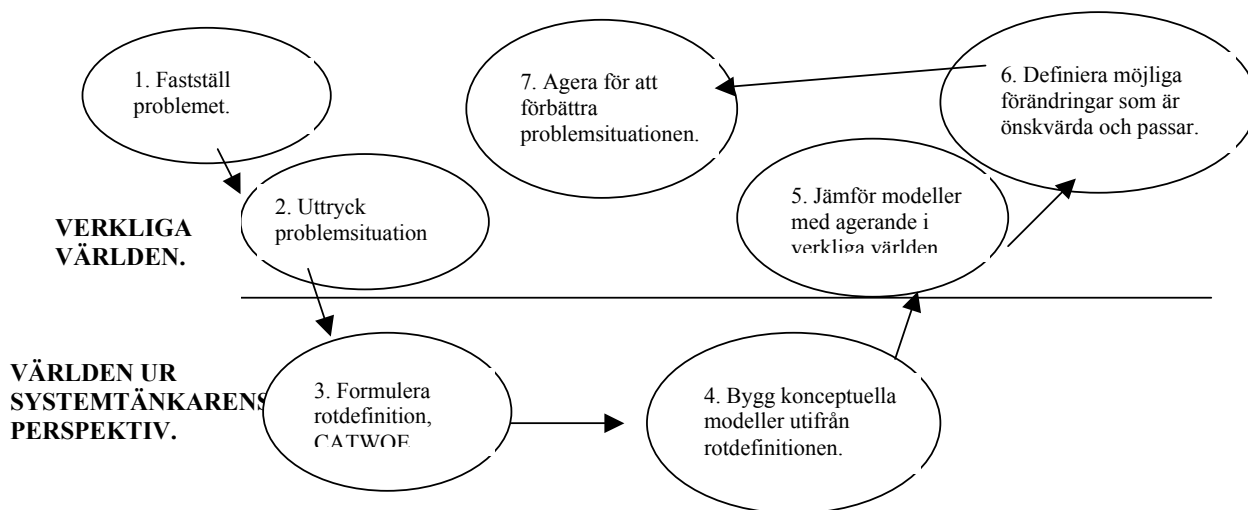 1. Fastställ
problemet.
2. Uttryck
problemsituation
3. Formulera
rotdefinition,
CATWOE
4. Bygg konceptuella
modeller utifrån
rotdefinitionen.
5. Jämför modeller
med agerande i
verkliga världen
6. Definiera möjliga
förändringar som är
önskvärda och passar.
7. Agera för att
förbättra
problemsituationen.
VERKLIGA
VÄRLDEN.
VÄRLDEN UR
SYSTEMTÄNKARENS
PERSPEKTIV.